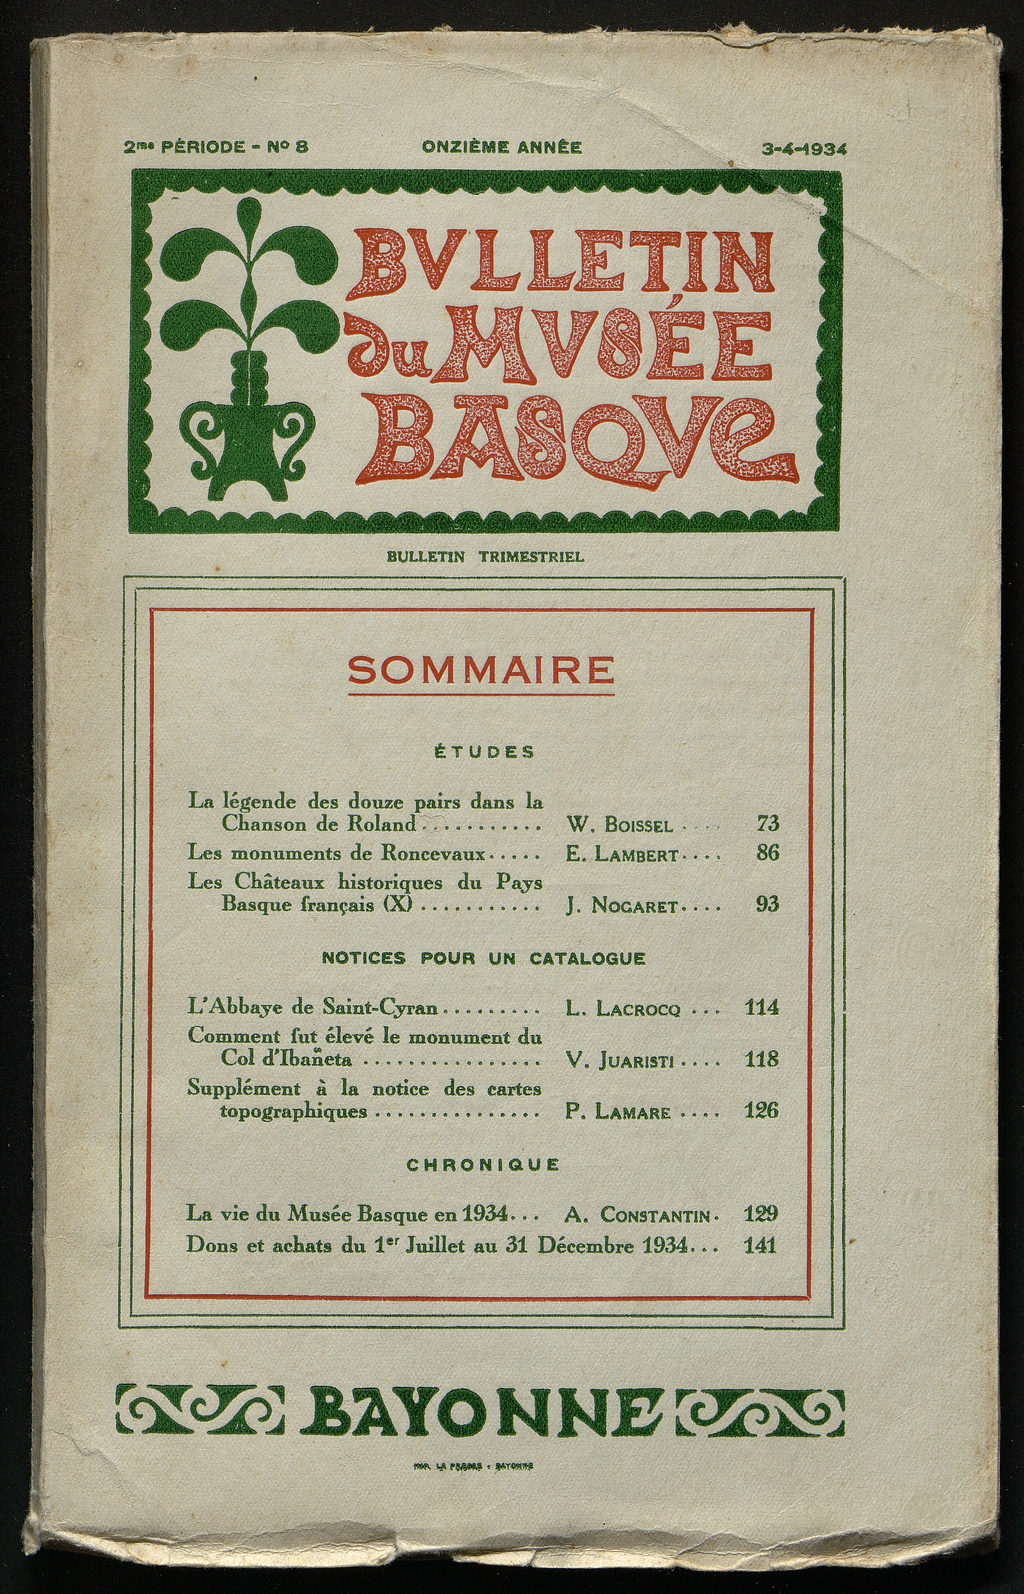 2me PÉRIODE - No 8 ONZIÈME ANNÉE 3-4-1934
BVLLETIN
du MVSÉE
BASQVE
BULLETIN TRIMESTRIEL
SOMMAIRE
ÉTUDES
La légende des douze pairs dans la
Chanson de Roland ........... W. BOISSEL .... 73
Les monuments de Roncevaux ..... E. LAMBERT .... 86
Les Châteaux historiques du Pays
Basque français (X) ........... J. NOGARET .... 93
NOTICES POUR UN CATALOGUE
L'Abbaye de Saint-Cyran ......... L. LACROCQ ... 114
Comment fut élevé le monument du
Col d'Ibañeta ................ V. JUARISTI .... 118
Supplément à la notice des cartes
topographiques ............... P. LAMARE .... 126
CHRONIQUE
La vie du Musée Basque en 1934 ... A. CONSTANTIN . 129
Dons et achats du 1er Juillet au 31 Décembre 1934 ... 141
BAYONNE
IMP. LA PRESSE - BAYONNE